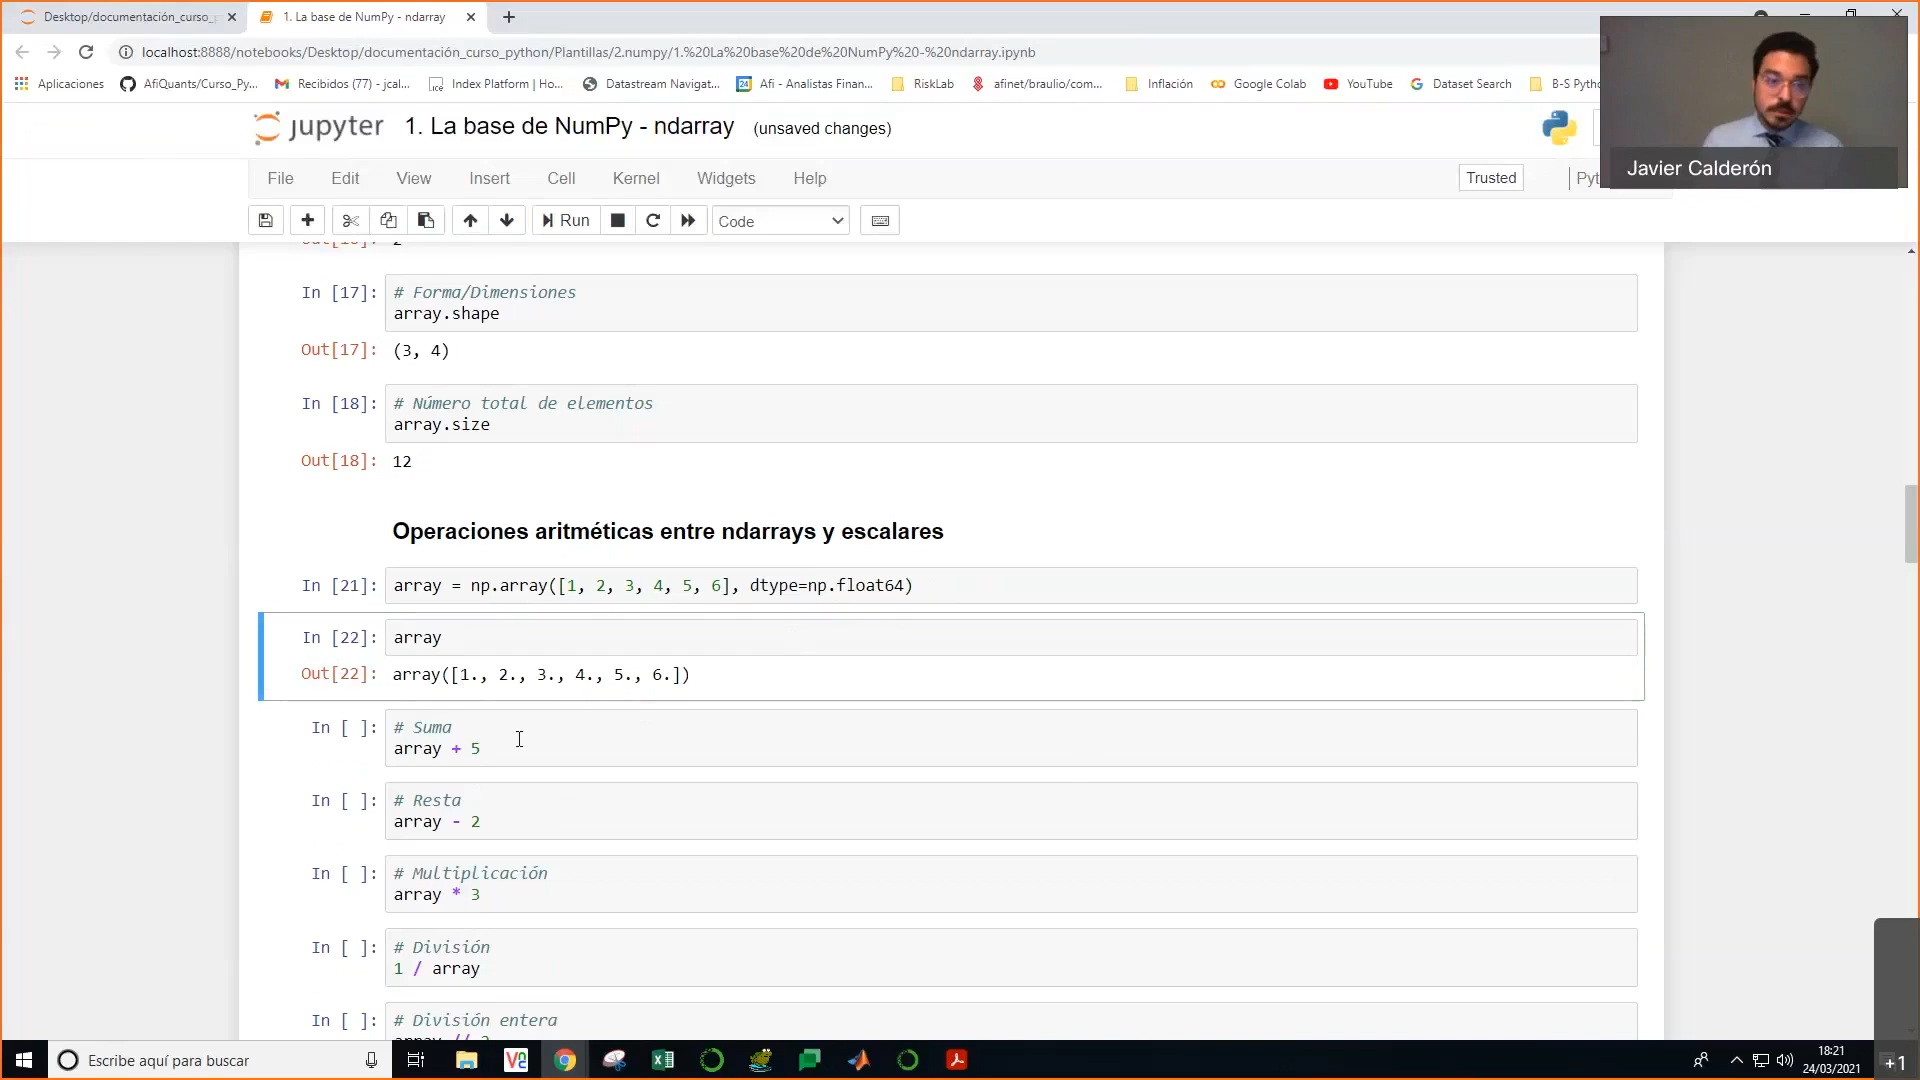 Desktop/documentación_curso_p
1. La base de NumPy - ndarray
localhost:8888/notebooks/Desktop/documentación_curso_python/Plantillas/2.numpy/1.%20La%20base%20de%20NumPy%20-%20ndarray.ipynb
Aplicaciones
AfiQuants/Curso_Py...
Recibidos (77) - jcal...
Index Platform | Ho...
Datastream Navigat...
Afi - Analistas Finan...
RiskLab
afinet/braulio/com...
Inflación
Google Colab
YouTube
Dataset Search
B-S Pytho
jupyter 1. La base de NumPy - ndarray (unsaved changes)
Javier Calderón
File Edit View Insert Cell Kernel Widgets Help Trusted Pyt
Run Code
In [17]: # Forma/Dimensiones
array.shape
Out[17]: (3, 4)
In [18]: # Número total de elementos
array.size
Out[18]: 12
Operaciones aritméticas entre ndarrays y escalares
In [21]: array = np.array([1, 2, 3, 4, 5, 6], dtype=np.float64)
In [22]: array
Out[22]: array([1., 2., 3., 4., 5., 6.])
In [ ]: # Suma
array + 5
In [ ]: # Resta
array - 2
In [ ]: # Multiplicación
array * 3
In [ ]: # División
1 / array
In [ ]: # División entera
Escribe aquí para buscar
18:21
24/03/2021
+1